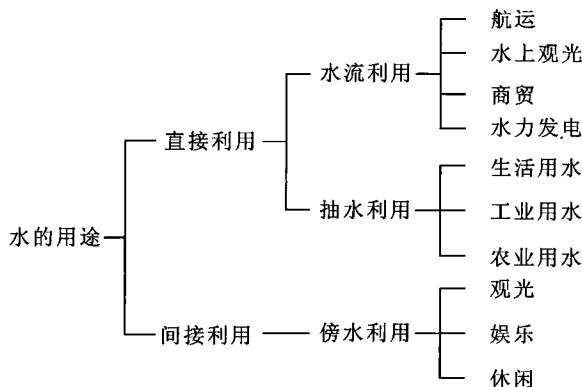 水的用途
直接利用
水流利用
航运
水上观光
商贸
水力发电
抽水利用
生活用水
工业用水
农业用水
间接利用
傍水利用
观光
娱乐
休闲